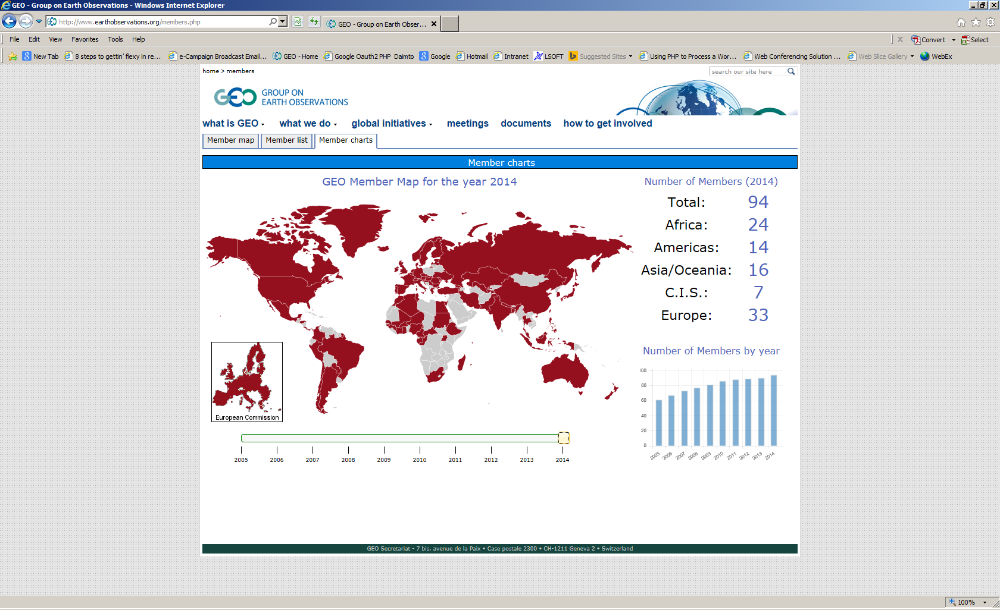 GEO - Group on Earth Observations - Windows Internet Explorer
http://www.earthobservations.org/members.php
GEO - Group on Earth Obser...
File Edit View Favorites Tools Help
Convert Select
New Tab 8 steps to gettin' flexy in re... e-Campaign Broadcast Email... GEO - Home Google Oauth2 PHP Daimto Google Hotmail Intranet LSOFT Suggested Sites Using PHP to Process a Wor... Web Conferencing Solution ... Web Slice Gallery WebEx
home > members
search our site here
GEO GROUP ON
EARTH OBSERVATIONS
what is GEO what we do global initiatives meetings documents how to get involved
Member map Member list Member charts
Member charts
GEO Member Map for the year 2014
Number of Members (2014)
Total: 94
Africa: 24
Americas: 14
Asia/Oceania: 16
C.I.S.: 7
Europe: 33
European Commission
2005 2006 2007 2008 2009 2010 2011 2012 2013 2014
Number of Members by year
100
80
60
40
20
0
2005 2006 2007 2008 2009 2010 2011 2012 2013 2014
GEO Secretariat - 7 bis, avenue de la Paix • Case postale 2300 • CH-1211 Geneva 2 • Switzerland
100%